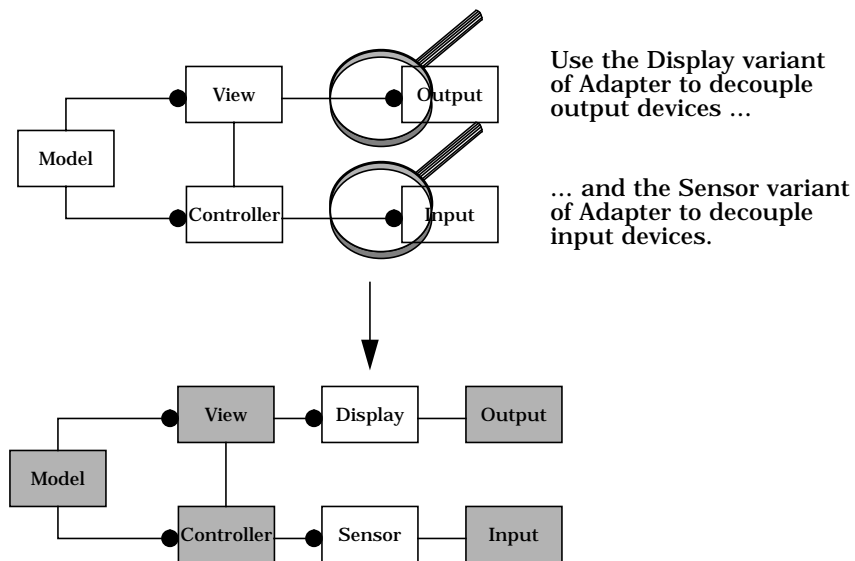 Use the Display variant
of Adapter to decouple
output devices ...
View
Output
Model
... and the Sensor variant
of Adapter to decouple
input devices.
Controller
Input
View
Display
Output
Model
Controller
Sensor
Input